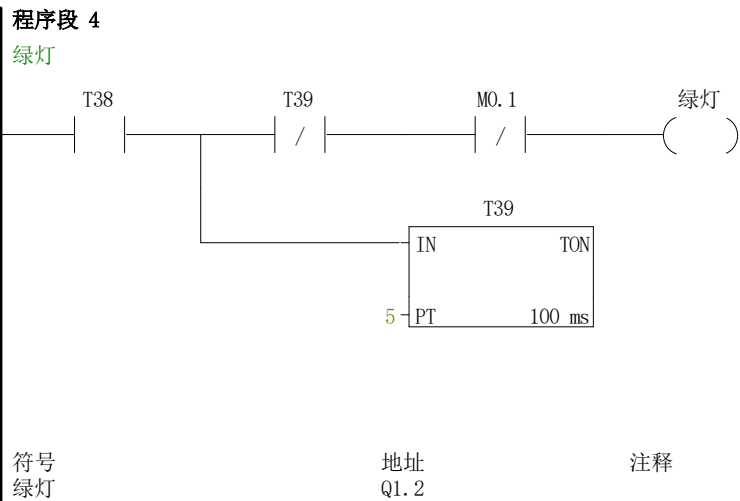 程序段 4
绿灯
T38 T39 M0.1 绿灯
/ /
T39
IN TON
5 PT 100 ms
符号 地址 注释
绿灯 Q1.2